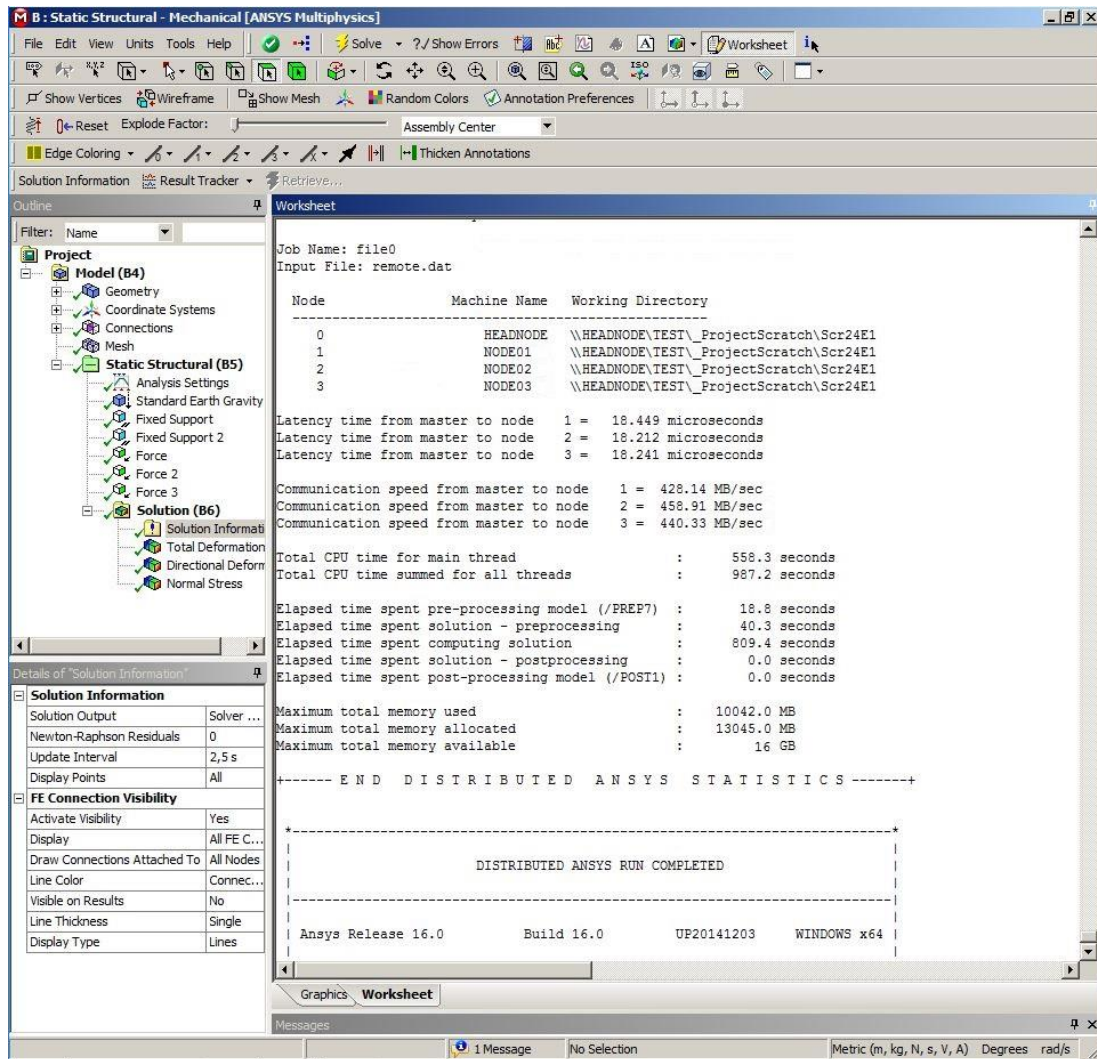 B : Static Structural - Mechanical [ANSYS Multiphysics]
File Edit View Units Tools Help Solve ?/ Show Errors Worksheet
Show Vertices Wireframe Show Mesh Random Colors Annotation Preferences
Reset Explode Factor: Assembly Center
Edge Coloring Thicken Annotations
Solution Information Result Tracker Retrieve...
Outline
Filter: Name
Project
Model (B4)
Geometry
Coordinate Systems
Connections
Mesh
Static Structural (B5)
Analysis Settings
Standard Earth Gravity
Fixed Support
Fixed Support 2
Force
Force 2
Force 3
Solution (B6)
Solution Informati
Total Deformation
Directional Deform
Normal Stress
Details of "Solution Information"
Solution Information
Solution Output Solver ...
Newton-Raphson Residuals 0
Update Interval 2,5 s
Display Points All
FE Connection Visibility
Activate Visibility Yes
Display All FE C...
Draw Connections Attached To All Nodes
Line Color Connec...
Visible on Results No
Line Thickness Single
Display Type Lines
Worksheet
Job Name: file0
Input File: remote.dat
Node Machine Name Working Directory
--------------------------------------------------
0 HEADNODE \\HEADNODE\TEST\_ProjectScratch\Scr24E1
1 NODE01 \\HEADNODE\TEST\_ProjectScratch\Scr24E1
2 NODE02 \\HEADNODE\TEST\_ProjectScratch\Scr24E1
3 NODE03 \\HEADNODE\TEST\_ProjectScratch\Scr24E1
Latency time from master to node 1 = 18.449 microseconds
Latency time from master to node 2 = 18.212 microseconds
Latency time from master to node 3 = 18.241 microseconds
Communication speed from master to node 1 = 428.14 MB/sec
Communication speed from master to node 2 = 458.91 MB/sec
Communication speed from master to node 3 = 440.33 MB/sec
Total CPU time for main thread : 558.3 seconds
Total CPU time summed for all threads : 987.2 seconds
Elapsed time spent pre-processing model (/PREP7) : 18.8 seconds
Elapsed time spent solution - preprocessing : 40.3 seconds
Elapsed time spent computing solution : 809.4 seconds
Elapsed time spent solution - postprocessing : 0.0 seconds
Elapsed time spent post-processing model (/POST1) : 0.0 seconds
Maximum total memory used : 10042.0 MB
Maximum total memory allocated : 13045.0 MB
Maximum total memory available : 16 GB
+------ E N D D I S T R I B U T E D A N S Y S S T A T I S T I C S -------+
*---------------------------------------------------------------------------*
DISTRIBUTED ANSYS RUN COMPLETED
|---------------------------------------------------------------------------|
Ansys Release 16.0 Build 16.0 UP20141203 WINDOWS x64
Graphics Worksheet
Messages
1 Message No Selection Metric (m, kg, N, s, V, A) Degrees rad/s